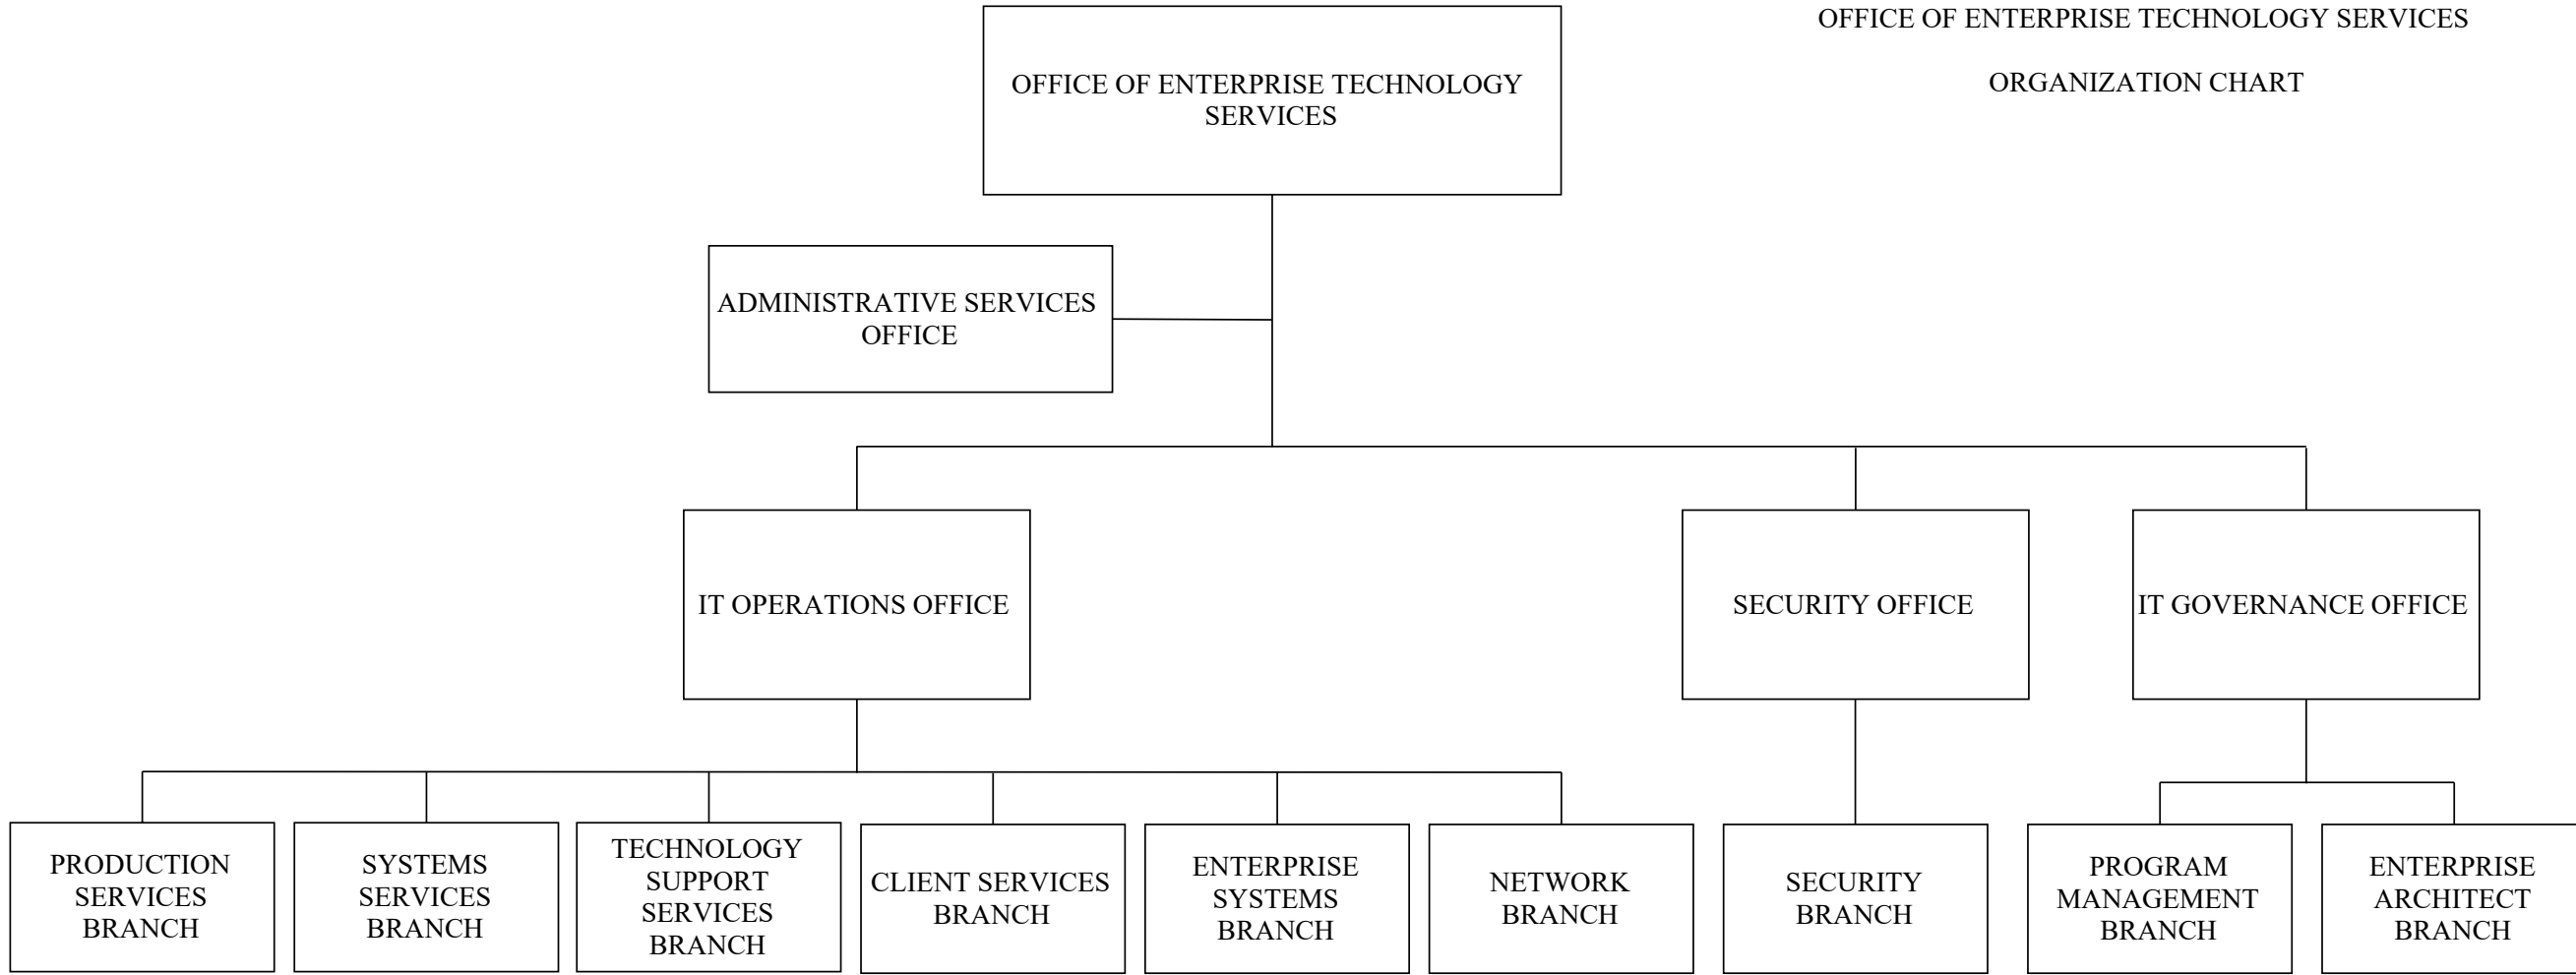 OFFICE OF ENTERPRISE TECHNOLOGY SERVICES
ORGANIZATION CHART
OFFICE OF ENTERPRISE TECHNOLOGY
SERVICES
ADMINISTRATIVE SERVICES
OFFICE
IT OPERATIONS OFFICE
SECURITY OFFICE
IT GOVERNANCE OFFICE
PRODUCTION
SERVICES
BRANCH
SYSTEMS
SERVICES
BRANCH
TECHNOLOGY
SUPPORT
SERVICES
BRANCH
CLIENT SERVICES
BRANCH
ENTERPRISE
SYSTEMS
BRANCH
NETWORK
BRANCH
SECURITY
BRANCH
PROGRAM
MANAGEMENT
BRANCH
ENTERPRISE
ARCHITECT
BRANCH